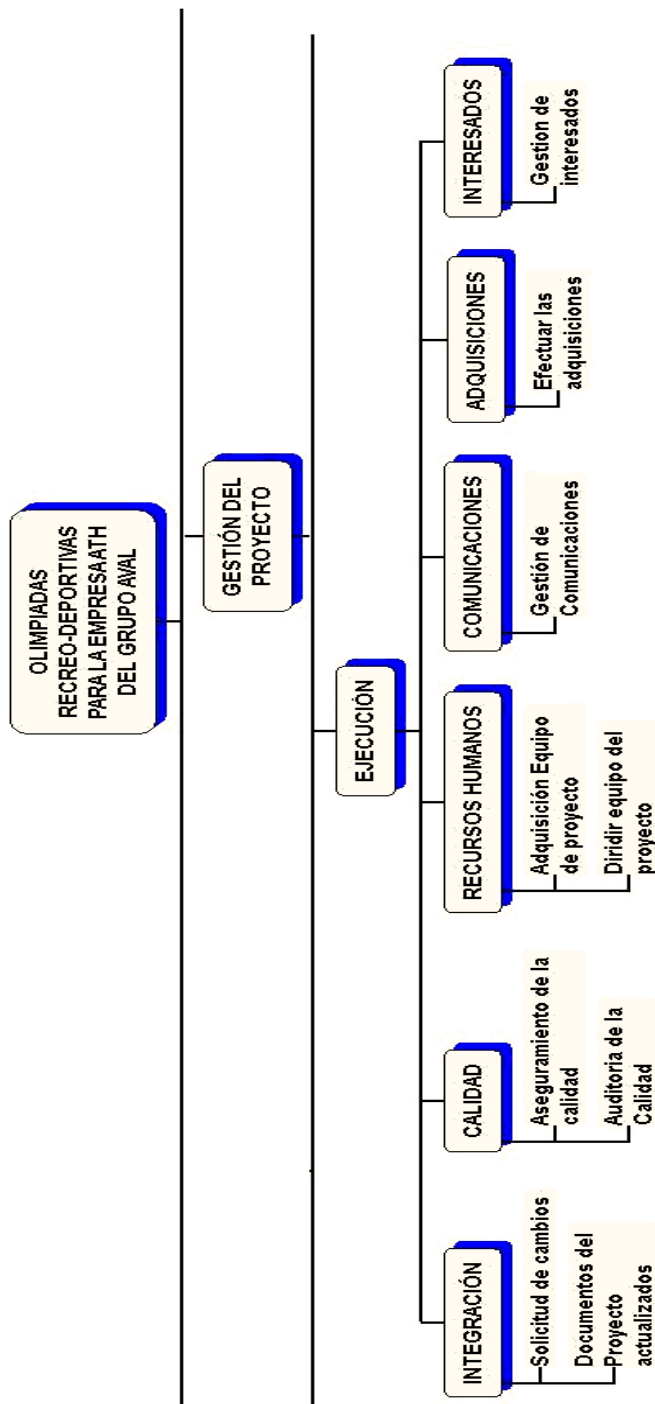 OLIMPIADAS
RECREO-DEPORTIVAS
PARA LA EMPRESA ATH
DEL GRUPO AVAL
GESTIÓN DEL
PROYECTO
EJECUCIÓN
INTEGRACIÓN
Solicitud de cambios
Documentos del
Proyecto
actualizados
CALIDAD
Aseguramiento de la
calidad
Auditoria de la
Calidad
RECURSOS HUMANOS
Adquisición Equipo
de proyecto
Diridir equipo del
proyecto
COMUNICACIONES
Gestión de
Comunicaciones
ADQUISICIONES
Efectuar las
adquisiciones
INTERESADOS
Gestion de
interesados